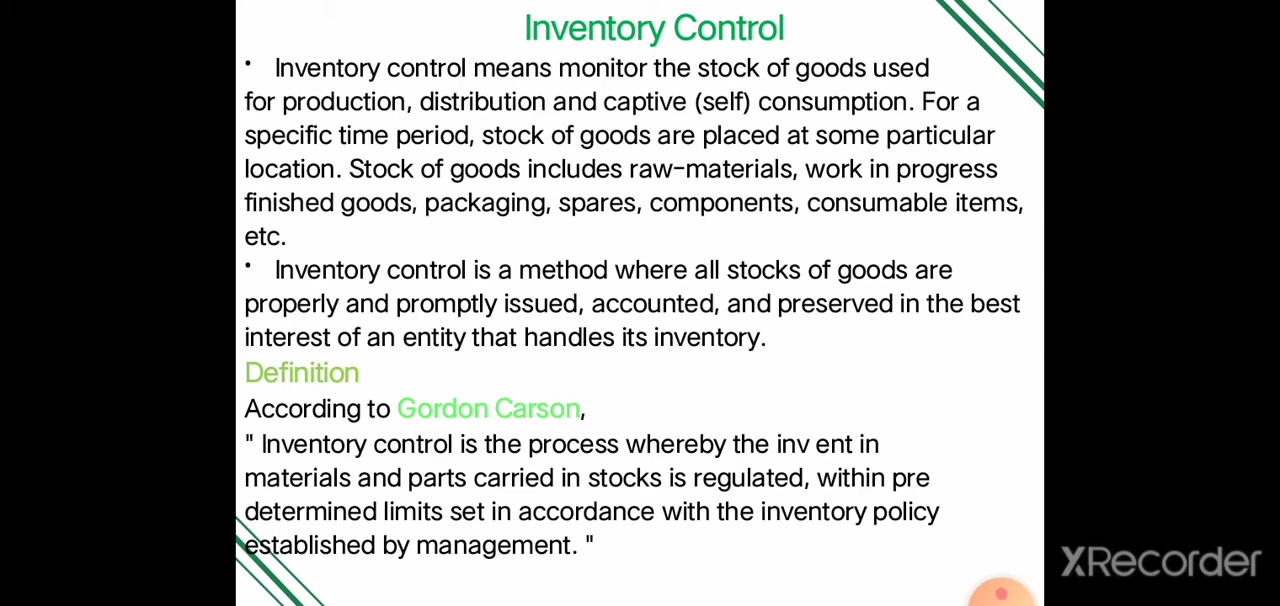 Inventory Control
• Inventory control means monitor the stock of goods used
for production, distribution and captive (self) consumption. For a
specific time period, stock of goods are placed at some particular
location. Stock of goods includes raw-materials, work in progress
finished goods, packaging, spares, components, consumable items,
etc.
• Inventory control is a method where all stocks of goods are
properly and promptly issued, accounted, and preserved in the best
interest of an entity that handles its inventory.
Definition
According to Gordon Carson,
" Inventory control is the process whereby the inv ent in
materials and parts carried in stocks is regulated, within pre
determined limits set in accordance with the inventory policy
established by management. "
XRecorder